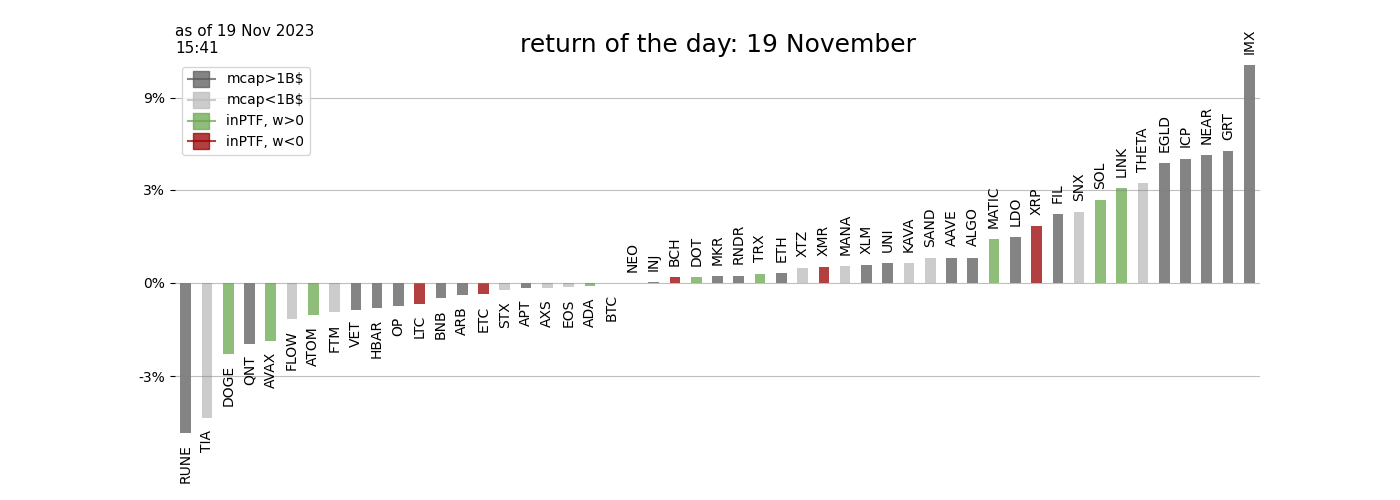 as of 19 Nov 2023
15:41
return of the day: 19 November
mcap>1B$
mcap<1B$
inPTF, w>0
inPTF, w<0
9%
3%
0%
-3%
RUNE
TIA
DOGE
QNT
AVAX
FLOW
ATOM
FTM
VET
HBAR
OP
LTC
BNB
ARB
ETC
STX
APT
AXS
EOS
ADA
BTC
NEO
INJ
BCH
DOT
MKR
RNDR
TRX
ETH
XTZ
XMR
MANA
XLM
UNI
KAVA
SAND
AAVE
ALGO
MATIC
LDO
XRP
FIL
SNX
SOL
LINK
THETA
EGLD
ICP
NEAR
GRT
IMX